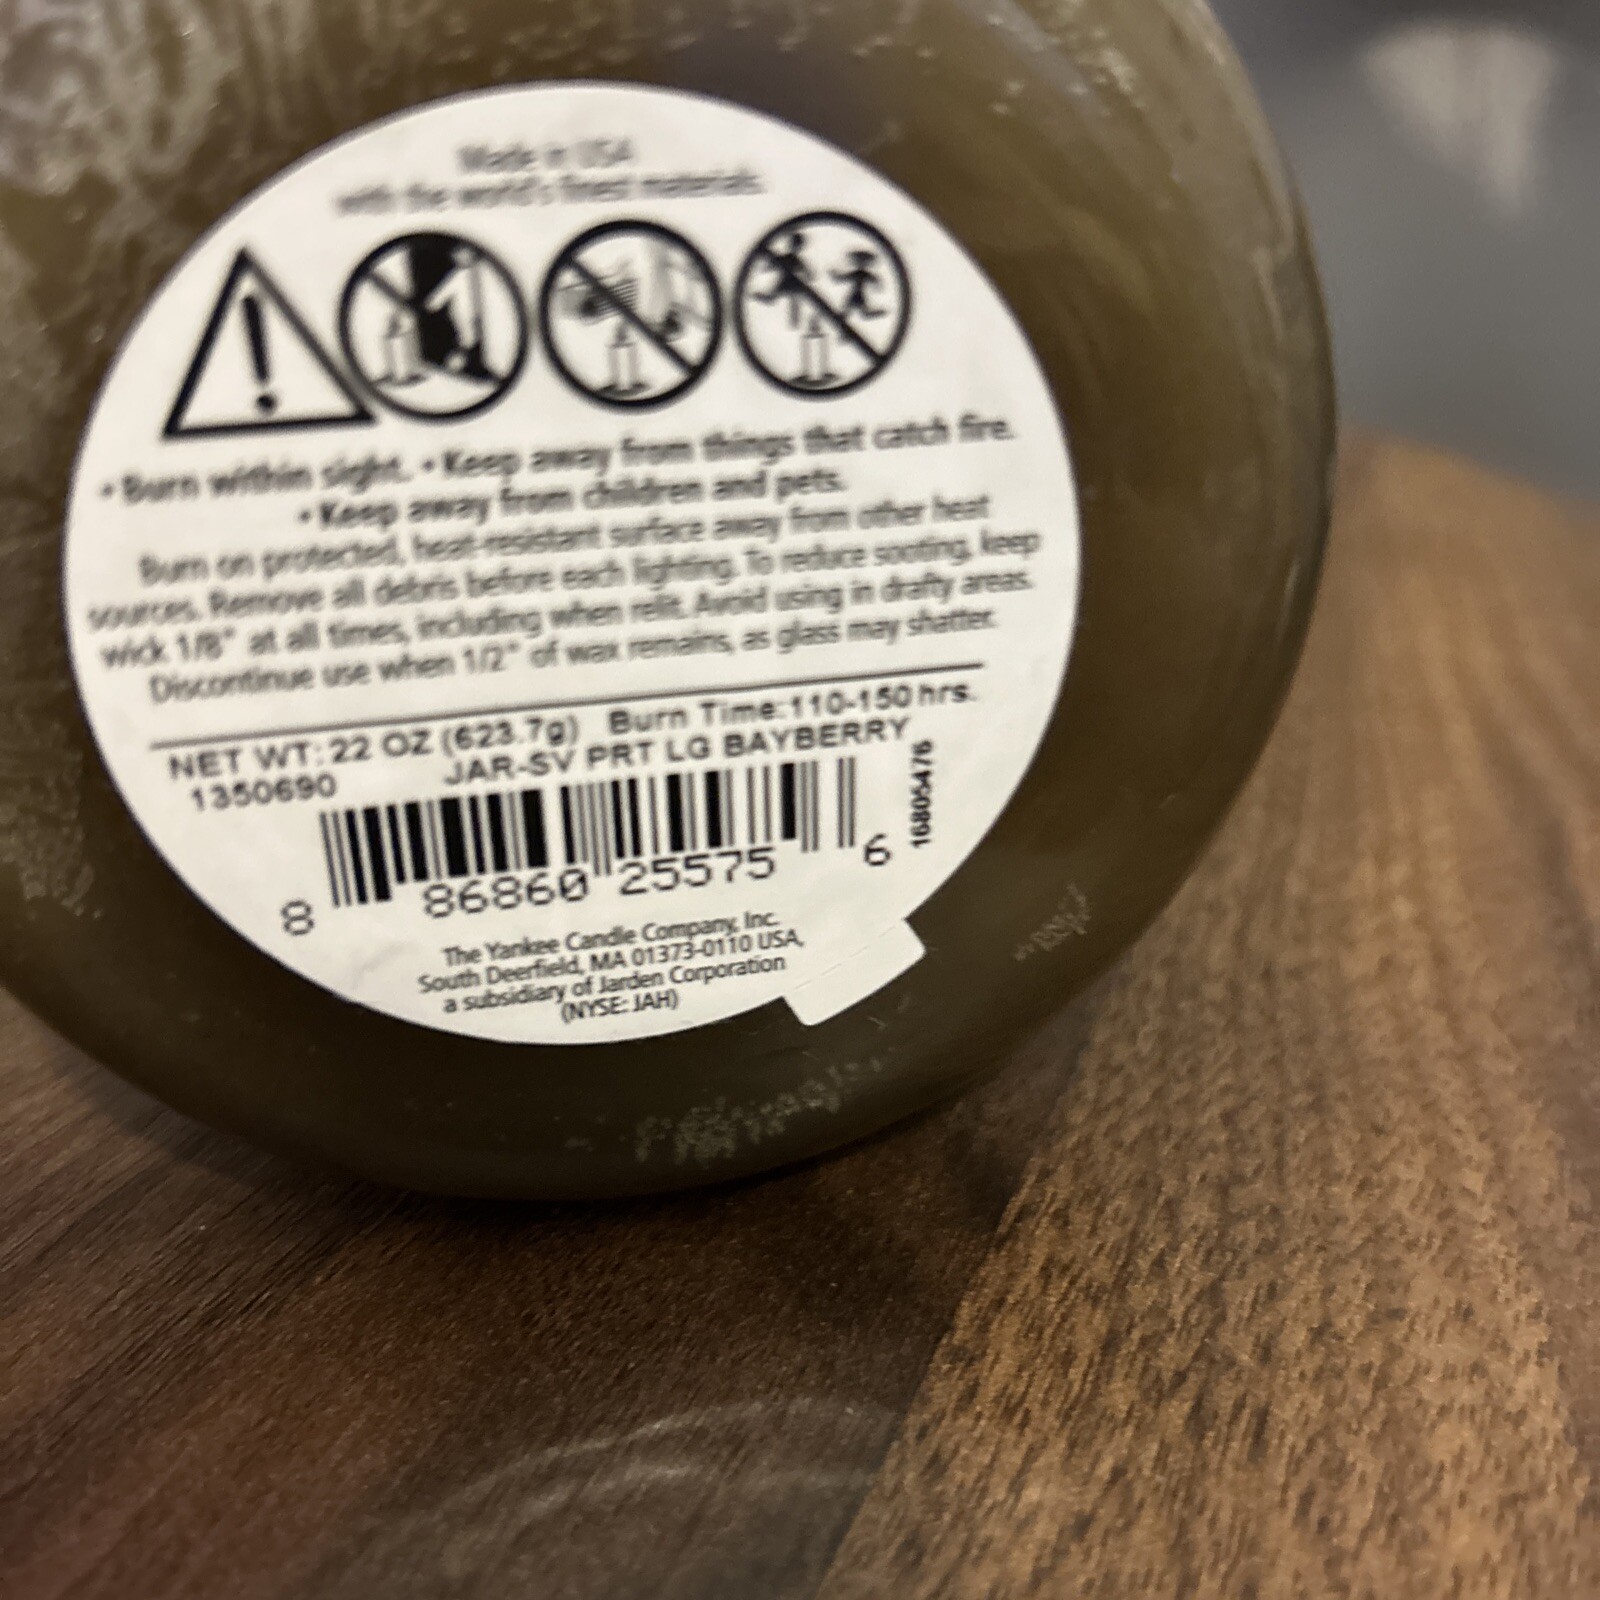 Made in USA
with the world's finest materials.
• Burn within sight. • Keep away from things that catch fire.
• Keep away from children and pets.
Burn on protected, heat-resistant surface away from other heat
sources. Remove all debris before each lighting. To reduce sooting, keep
wick 1/8" at all times, including when relit. Avoid using in drafty areas.
Discontinue use when 1/2" of wax remains, as glass may shatter.
NET WT: 22 OZ (623.7g) Burn Time:110-150 hrs.
1350690 JAR-SV PRT LG BAYBERRY
16805476
8 86860 25575 6
The Yankee Candle Company, Inc.
South Deerfield, MA 01373-0110 USA,
a subsidiary of Jarden Corporation
(NYSE: JAH)